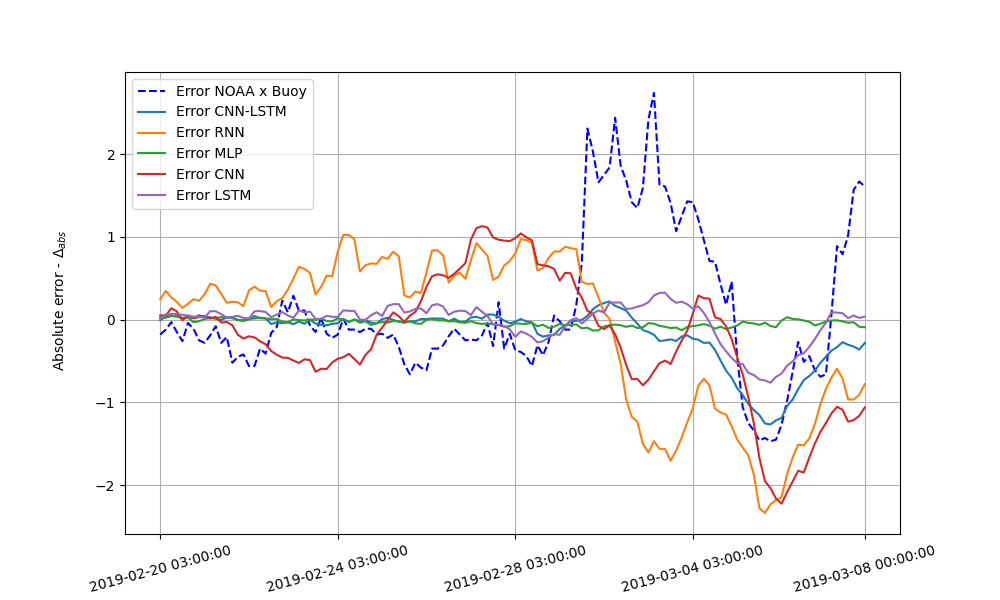 Error NOAA x Buoy
Error CNN-LSTM
Error RNN
Error MLP
Error CNN
Error LSTM
Absolute error - Δabs
2
1
0
−1
−2
2019-02-20 03:00:00
2019-02-24 03:00:00
2019-02-28 03:00:00
2019-03-04 03:00:00
2019-03-08 00:00:00